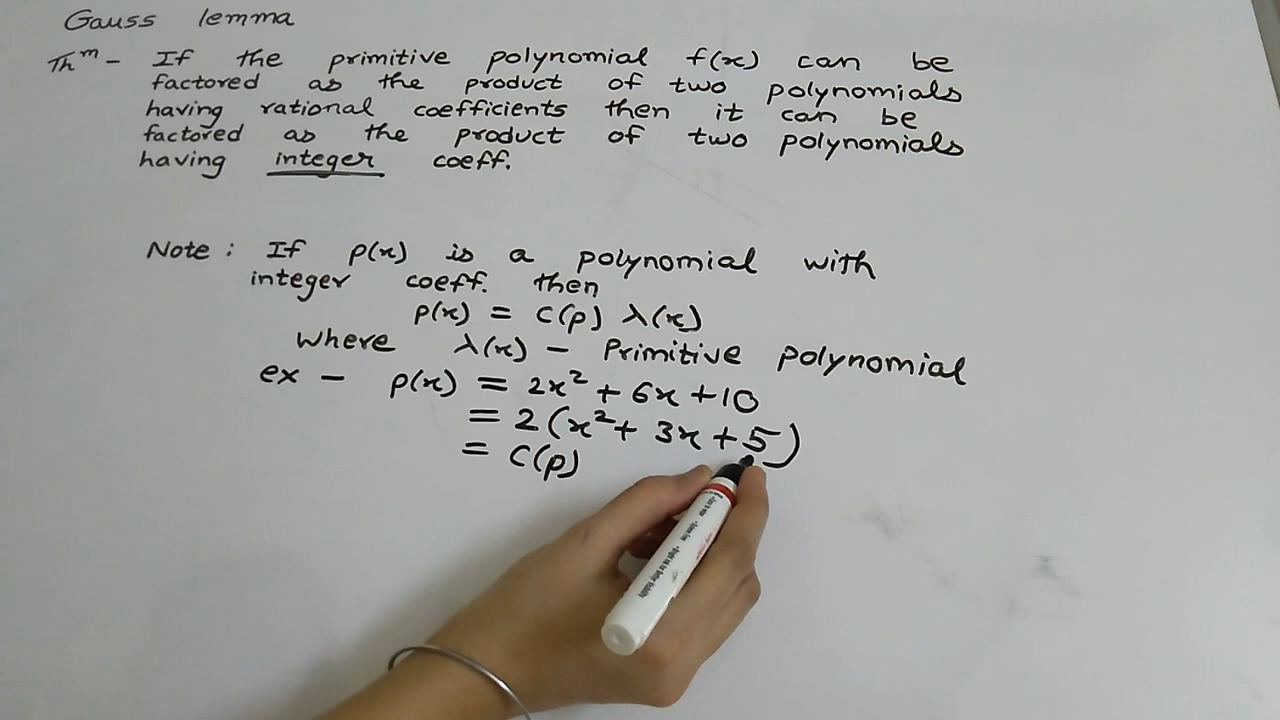 Gauss lemma
Thᵐ - If the primitive polynomial f(x) can be
factored as the product of two polynomials
having rational coefficients then it can be
factored as the product of two polynomials
having integer coeff.
Note : If p(x) is a polynomial with
integer coeff. then
p(x) = c(p) λ(x)
where λ(x) - Primitive polynomial
ex - p(x) = 2x² + 6x + 10
= 2(x² + 3x + 5)
= c(p)